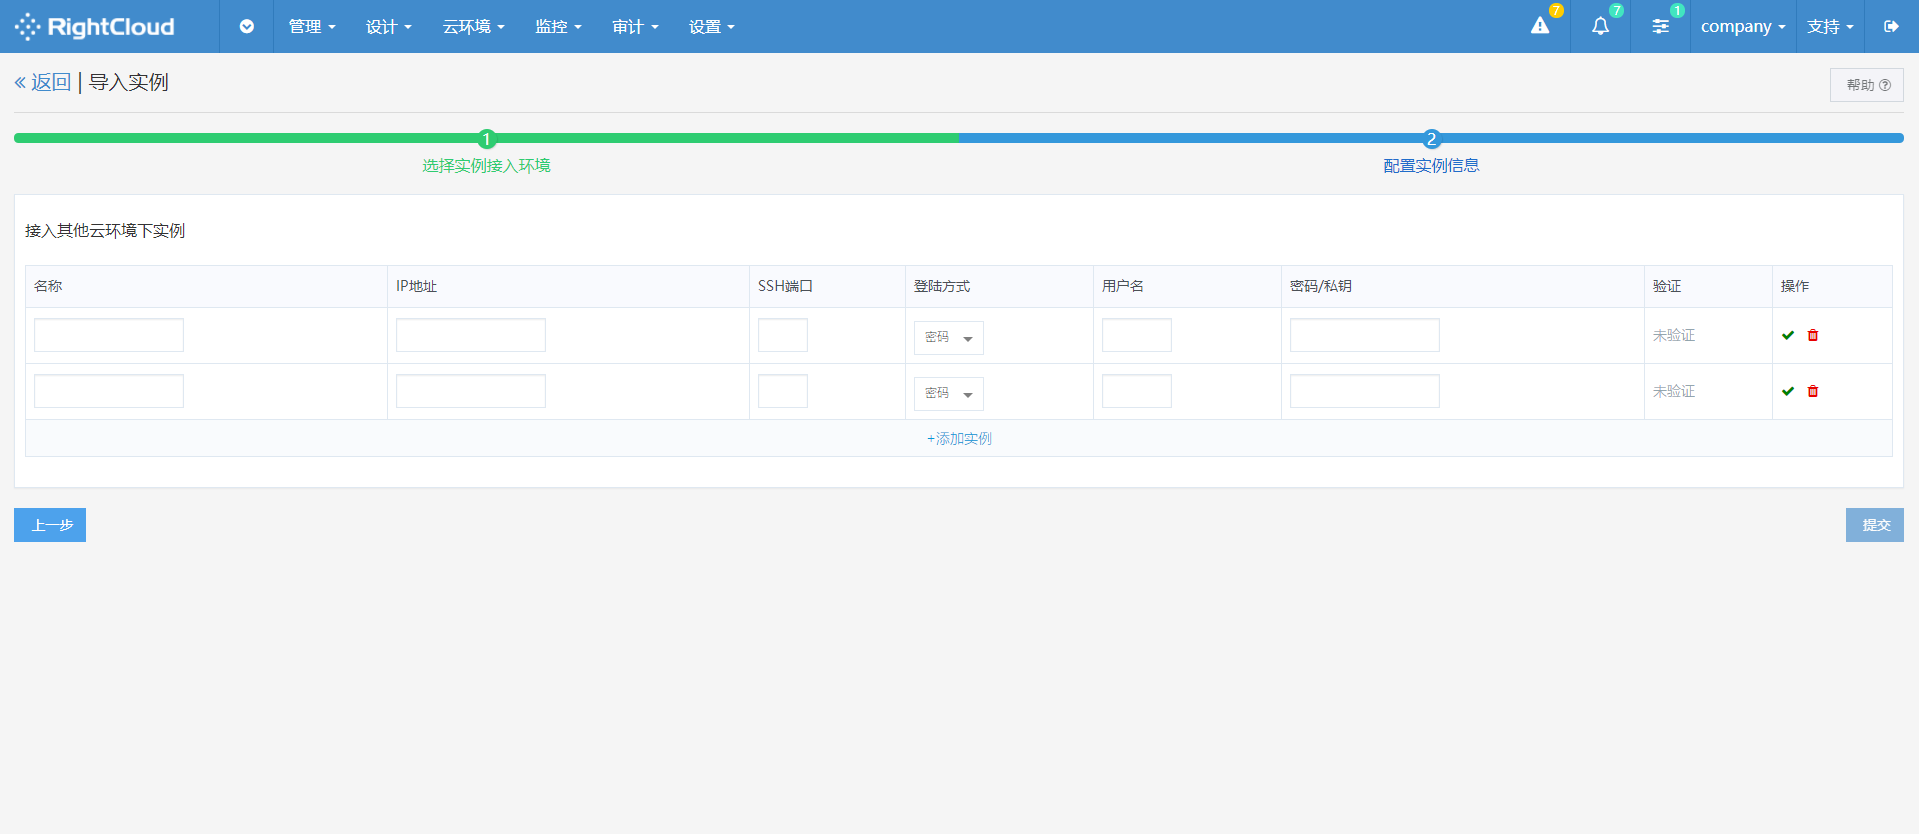 RightCloud 管理 设计 云环境 监控 审计 设置 7 7 1 company 支持
返回 | 导入实例 帮助
1 2
选择实例接入环境 配置实例信息
接入其他云环境下实例
名称 IP地址 SSH端口 登陆方式 用户名 密码/私钥 验证 操作
密码 未验证
密码 未验证
+添加实例
上一步 提交